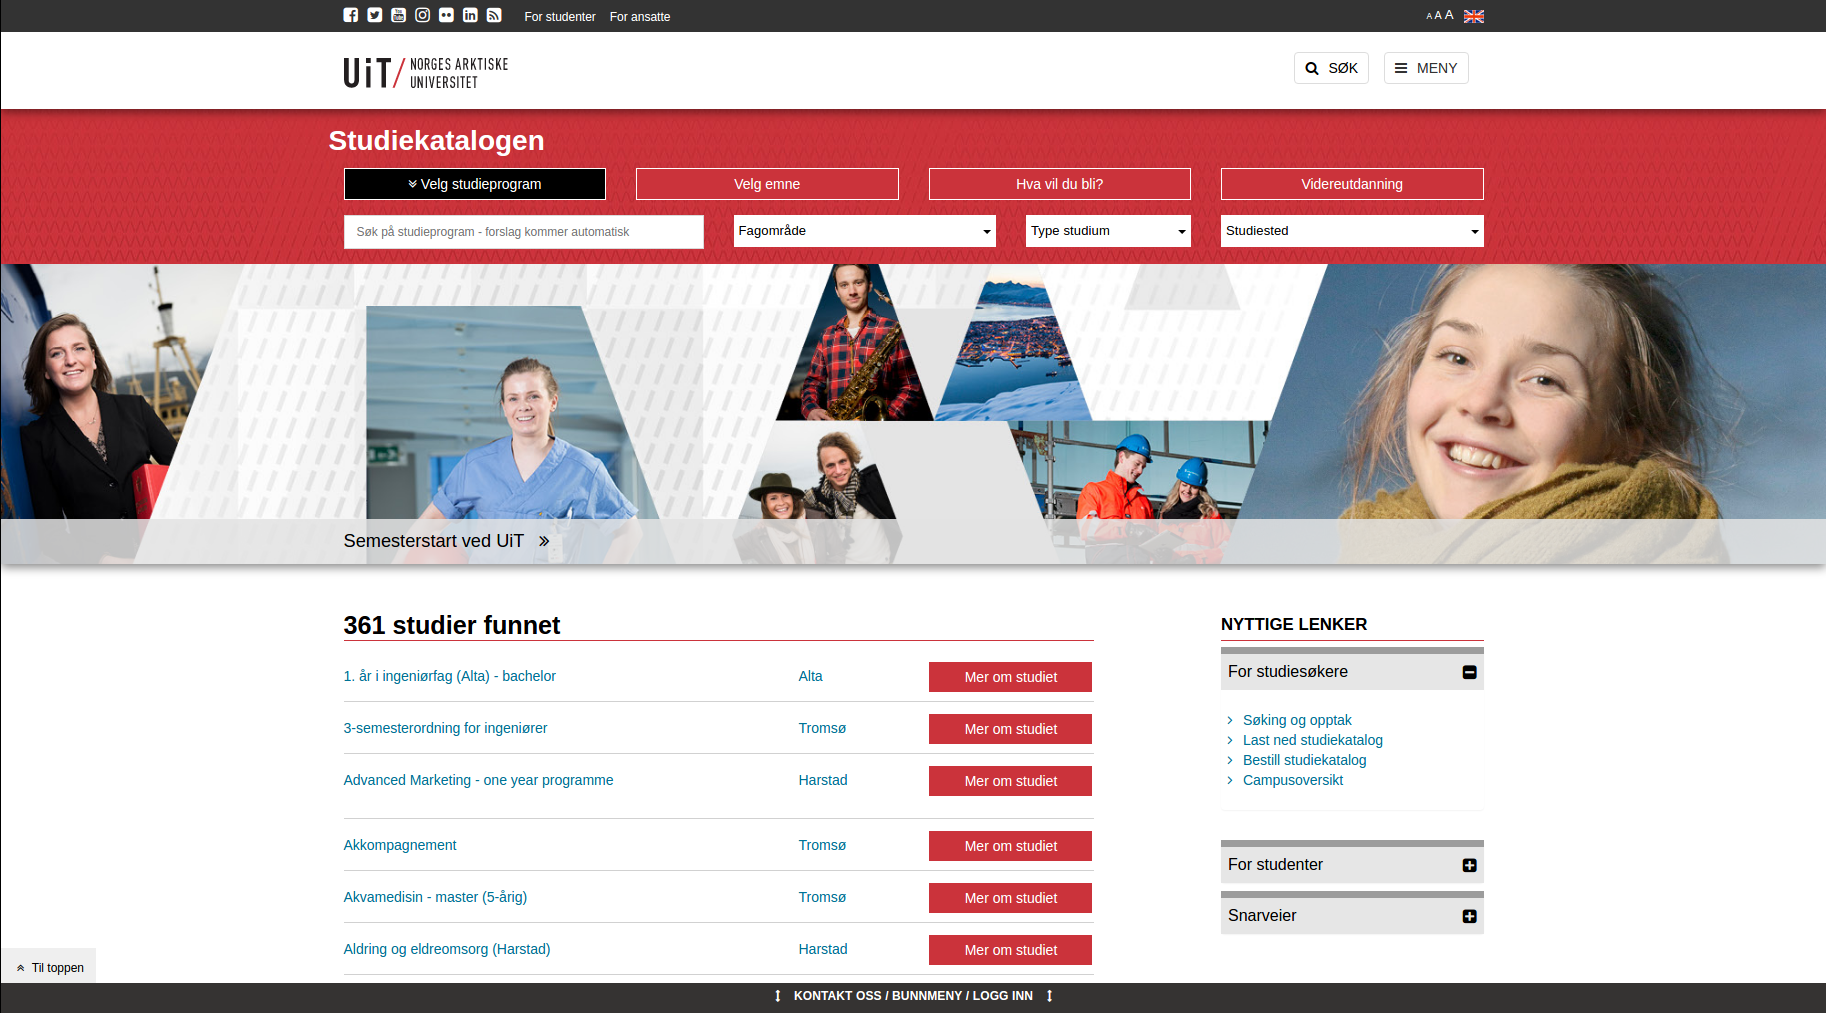 For studenter
For ansatte
A A A
UiT / NORGES ARKTISKE
UNIVERSITET
SØK
MENY
Studiekatalogen
Velg studieprogram
Velg emne
Hva vil du bli?
Videreutdanning
Søk på studieprogram - forslag kommer automatisk
Fagområde
Type studium
Studiested
Semesterstart ved UiT
361 studier funnet
1. år i ingeniørfag (Alta) - bachelor Alta Mer om studiet
3-semesterordning for ingeniører Tromsø Mer om studiet
Advanced Marketing - one year programme Harstad Mer om studiet
Akkompagnement Tromsø Mer om studiet
Akvamedisin - master (5-årig) Tromsø Mer om studiet
Aldring og eldreomsorg (Harstad) Harstad Mer om studiet
NYTTIGE LENKER
For studiesøkere
Søking og opptak
Last ned studiekatalog
Bestill studiekatalog
Campusoversikt
For studenter
Snarveier
Til toppen
KONTAKT OSS / BUNNMENY / LOGG INN